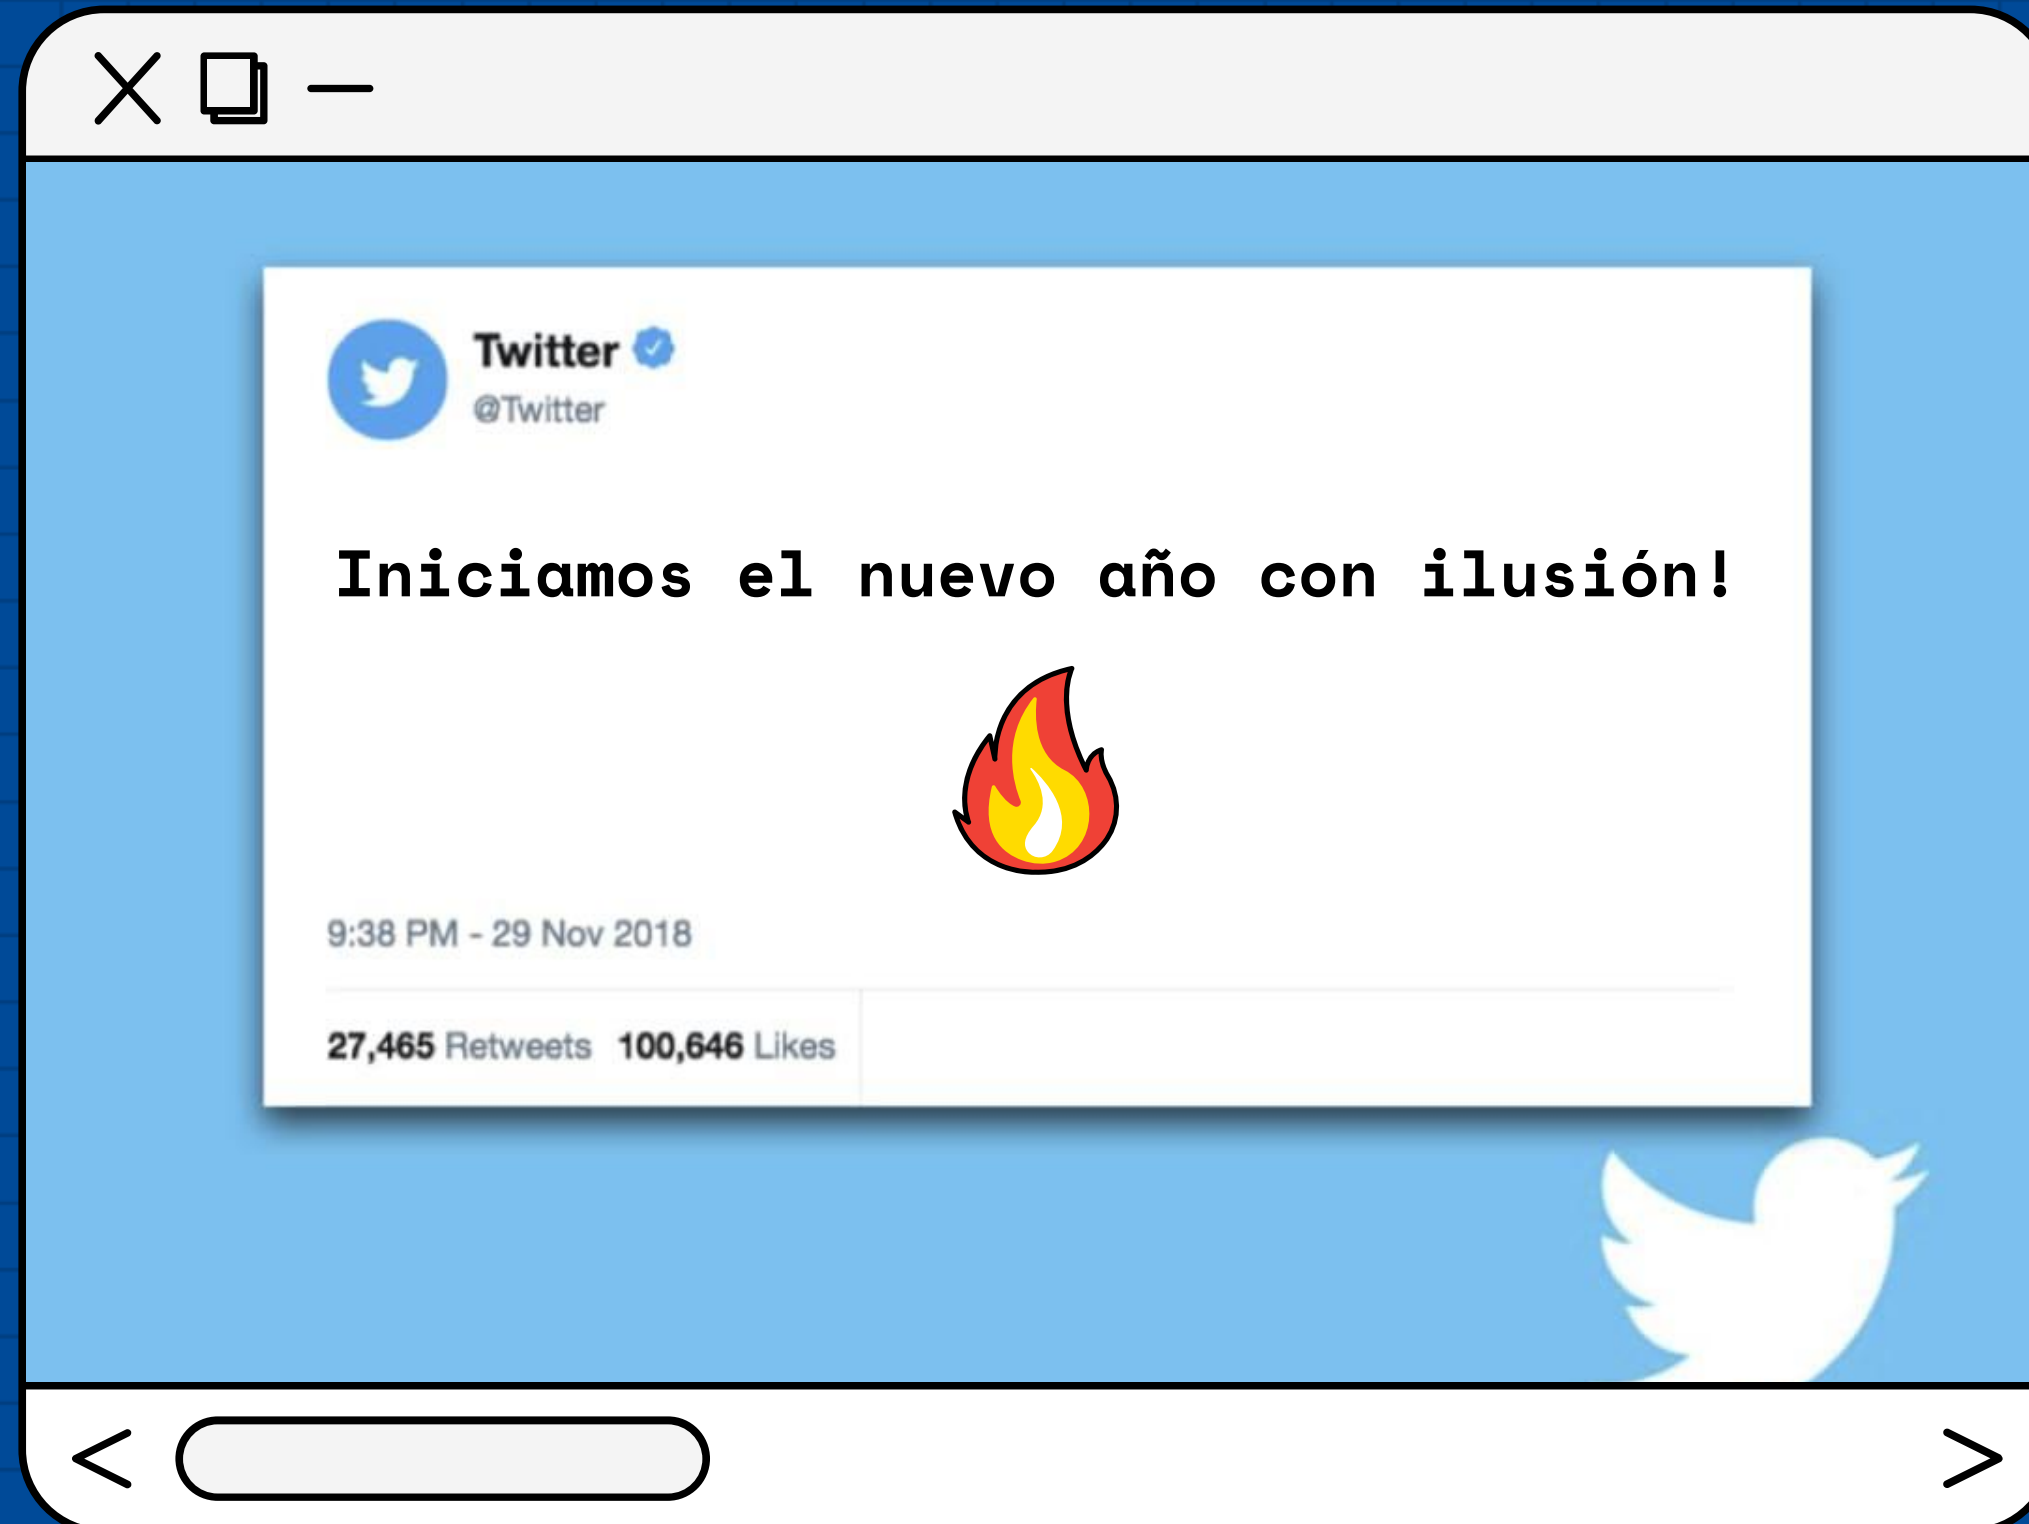 Twitter
@Twitter
Iniciamos el nuevo año con ilusión!
9:38 PM - 29 Nov 2018
27,465 Retweets 100,646 Likes